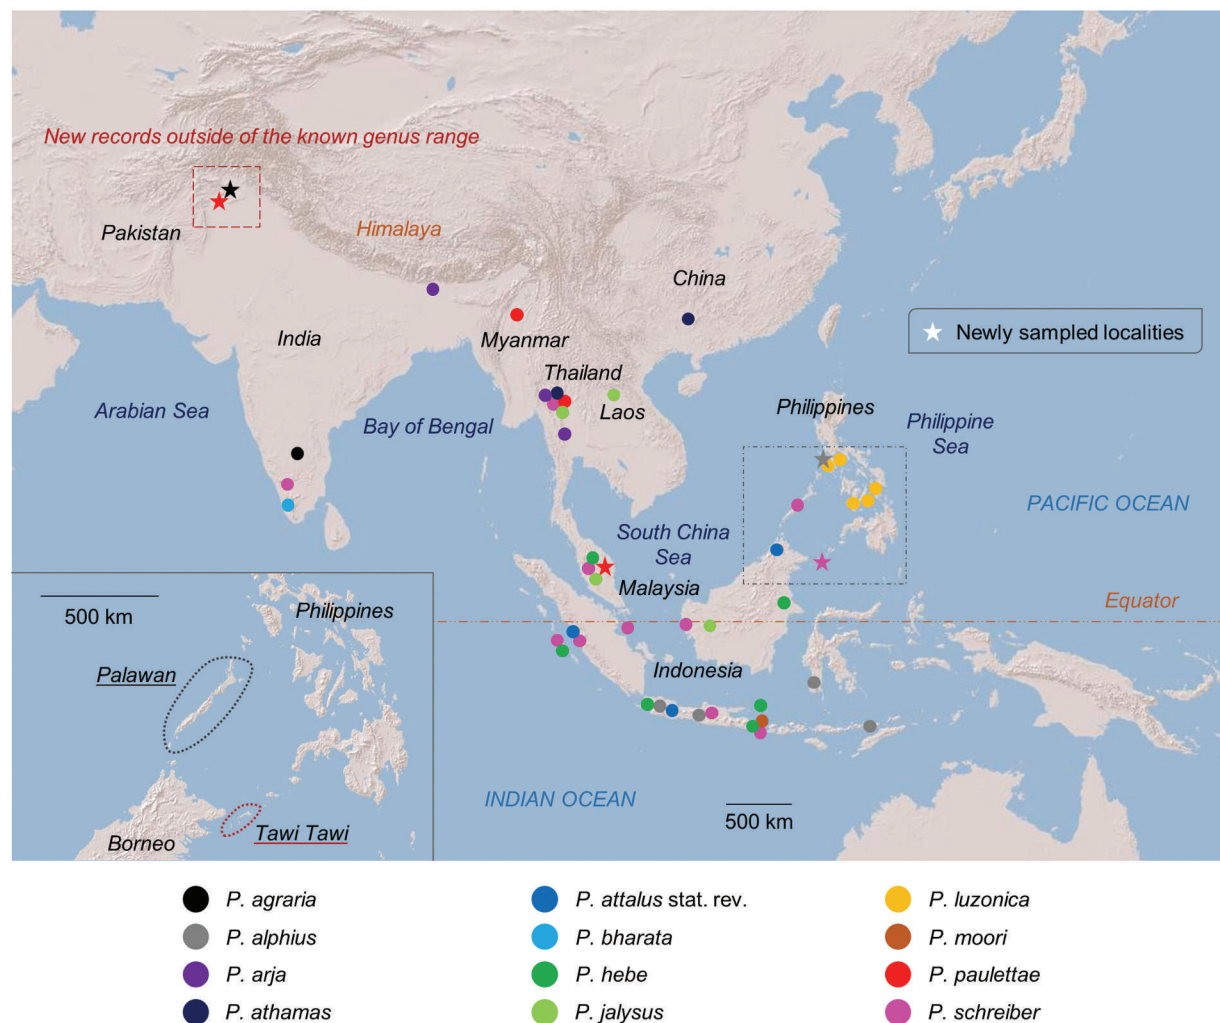 New records outside of the known genus range
Pakistan
Himalaya
China
India
Myanmar
Newly sampled localities
Thailand
Laos
Arabian Sea
Bay of Bengal
Philippines
Philippine
Sea
PACIFIC OCEAN
South China
Sea
Malaysia
Equator
Indonesia
INDIAN OCEAN
500 km
500 km
Philippines
Palawan
Borneo
Tawi Tawi
P. agraria
P. alphius
P. arja
P. athamas
P. attalus stat. rev.
P. bharata
P. hebe
P. jalysus
P. luzonica
P. moori
P. paulettae
P. schreiber